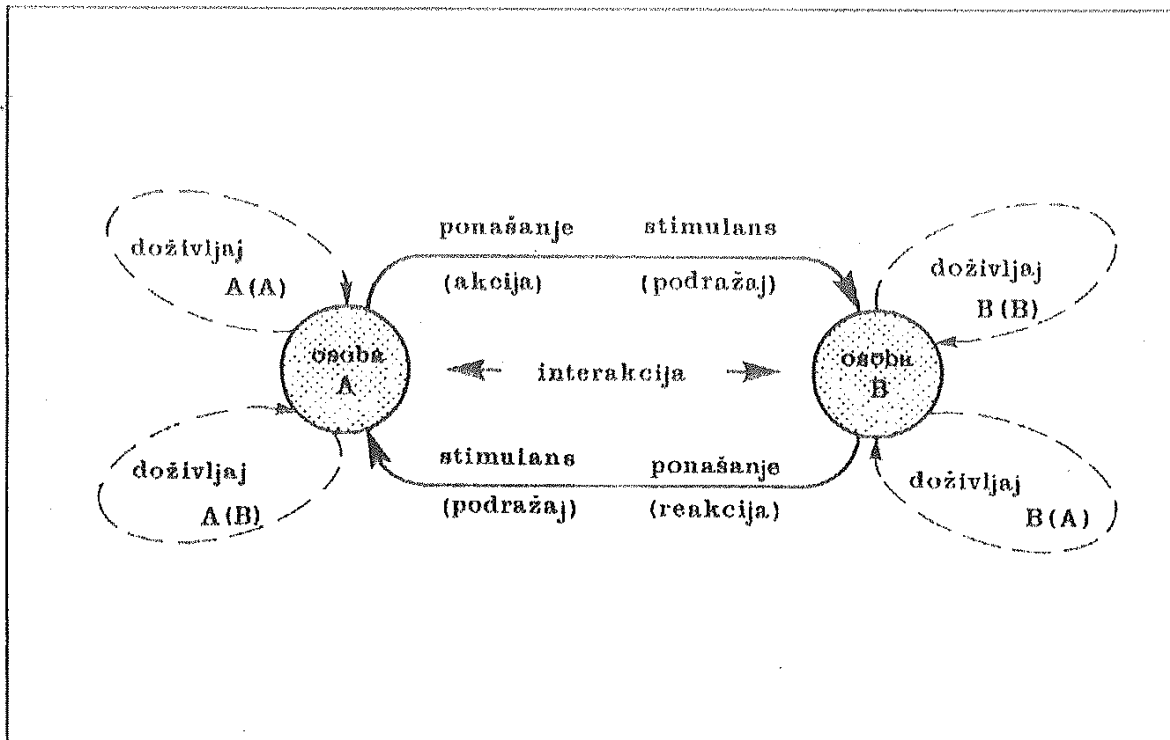 ponašanje stimulans
doživljaj
A(A)
(akcija) (podražaj)
doživljaj
B(B)
osoba
A
interakcija
osoba
B
doživljaj
A(B)
stimulans ponašanje
(podražaj) (reakcija)
doživljaj
B(A)